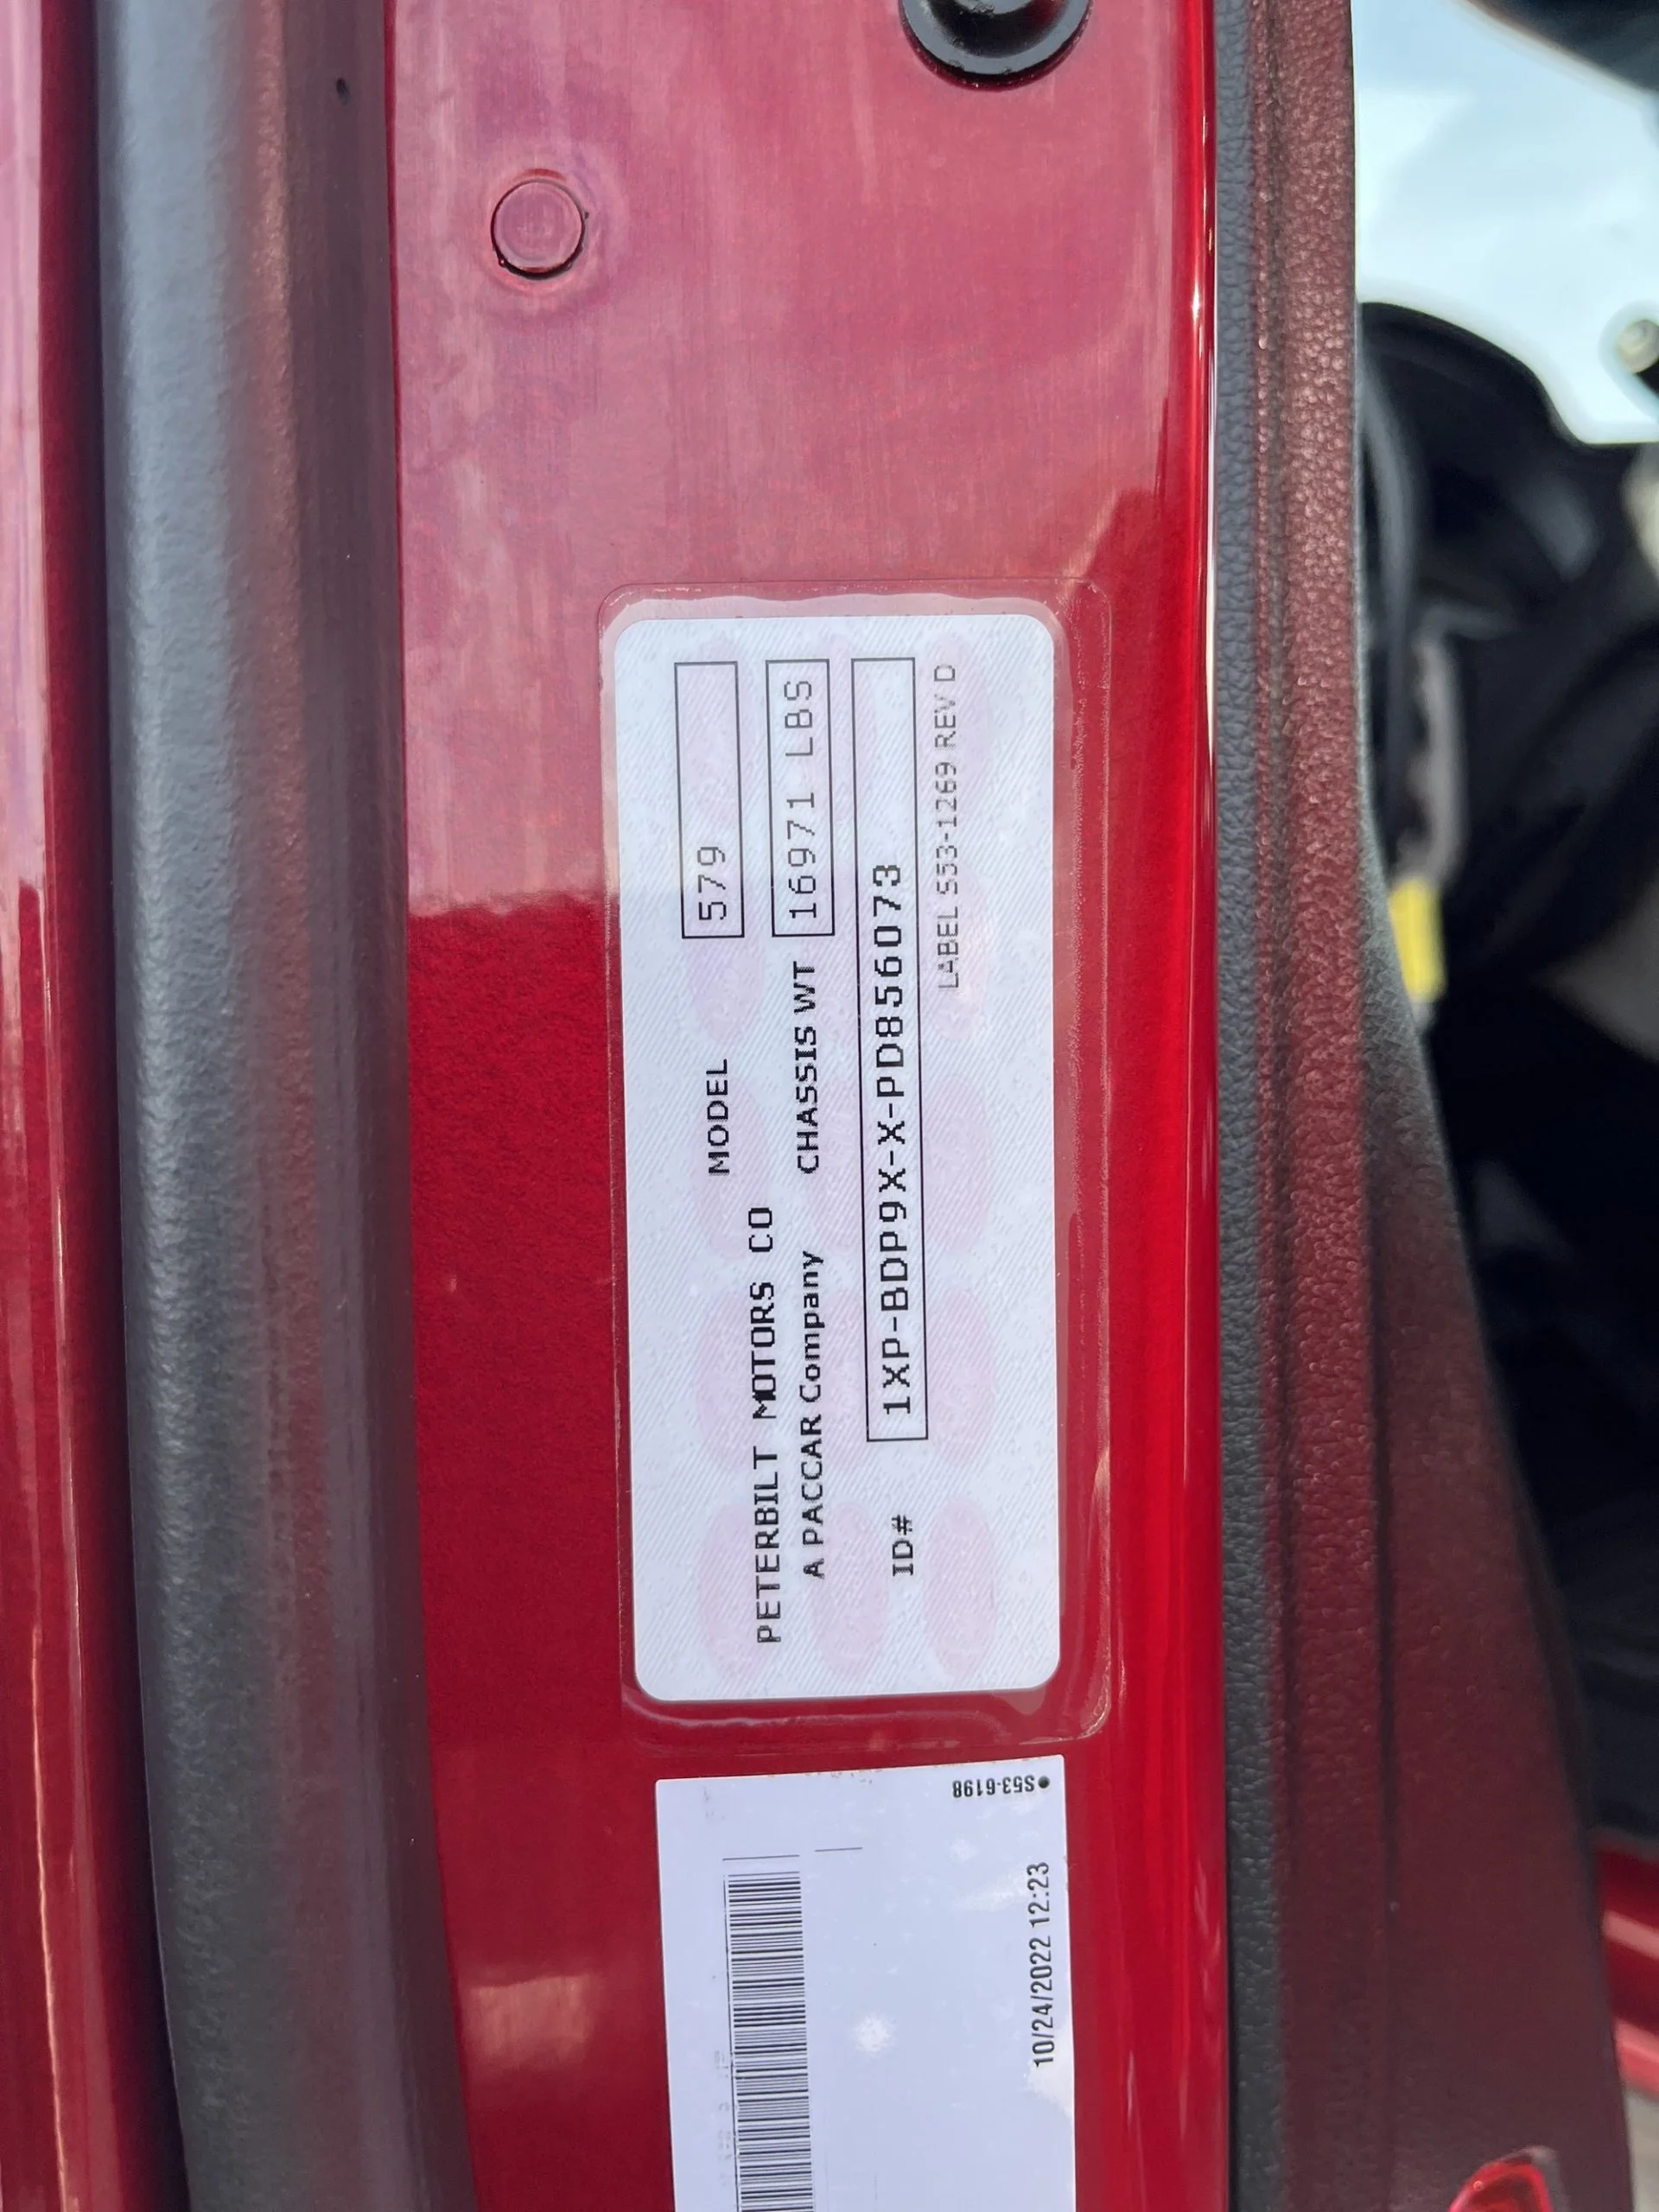 MODEL 579
PETERBILT MOTORS CO
A PACCAR Company
CHASSIS WT 16971 LBS
ID# 1XP-BDP9X-X-PD856073
LABEL S53-1269 REV D
●S53-6198
10/24/2022 12:23